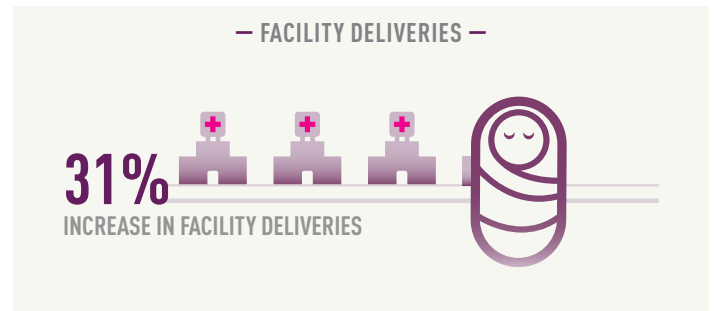 — FACILITY DELIVERIES —
31%
INCREASE IN FACILITY DELIVERIES